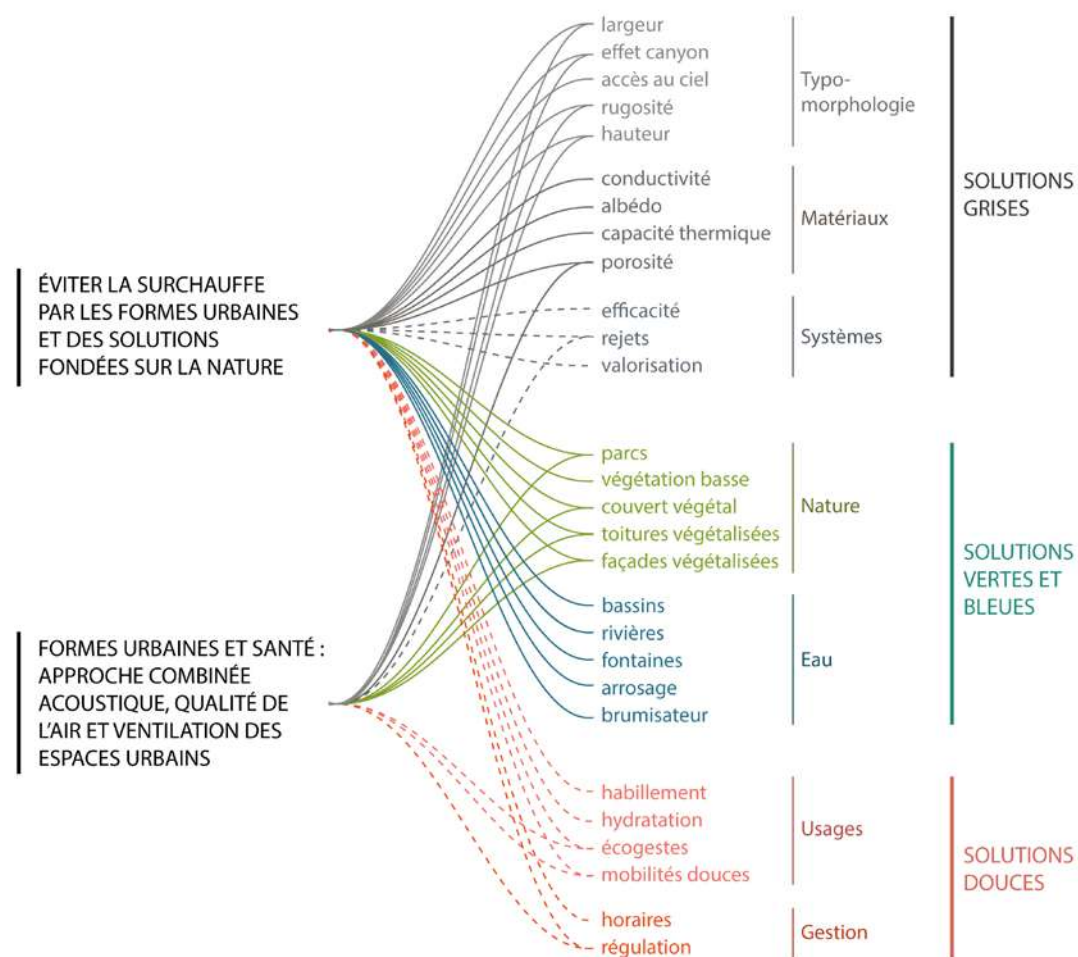 ÉVITER LA SURCHAUFFE
PAR LES FORMES URBAINES
ET DES SOLUTIONS
FONDÉES SUR LA NATURE
FORMES URBAINES ET SANTÉ :
APPROCHE COMBINÉE
ACOUSTIQUE, QUALITÉ DE
L'AIR ET VENTILATION DES
ESPACES URBAINS
largeur
effet canyon
accès au ciel
rugosité
hauteur
Typo-
morphologie
conductivité
albédo
capacité thermique
porosité
Matériaux
efficacité
rejets
valorisation
Systèmes
SOLUTIONS
GRISES
parcs
végétation basse
couvert végétal
toitures végétalisées
façades végétalisées
Nature
bassins
rivières
fontaines
arrosage
brumisateur
Eau
SOLUTIONS
VERTES ET
BLEUES
habillement
hydratation
écogestes
mobilités douces
Usages
horaires
régulation
Gestion
SOLUTIONS
DOUCES